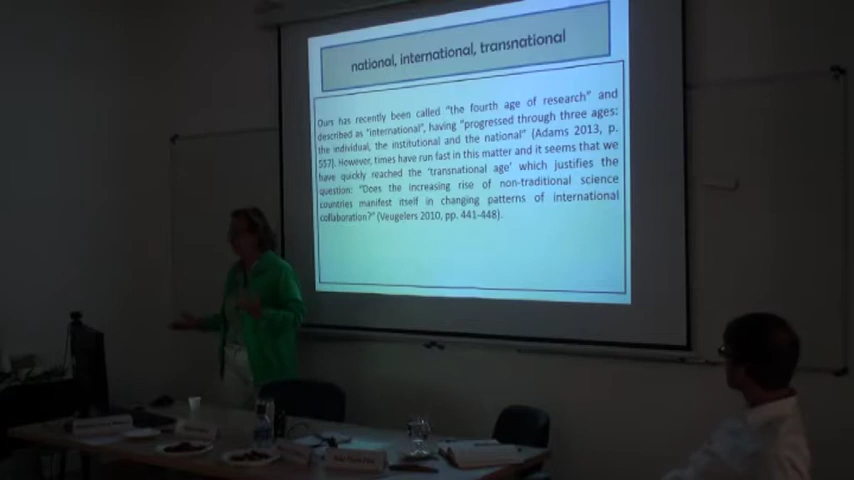 national, international, transnational
Ours has recently been called “the fourth age of research” and
described as “international”, having “progressed through three ages:
the individual, the institutional and the national” (Adams 2013, p.
557). However, times have run fast in this matter and it seems that we
have quickly reached the ‘transnational age’ which justifies the
question: “Does the increasing rise of non-traditional science
countries manifest itself in changing patterns of international
collaboration?” (Veugelers 2010, pp. 441-448).